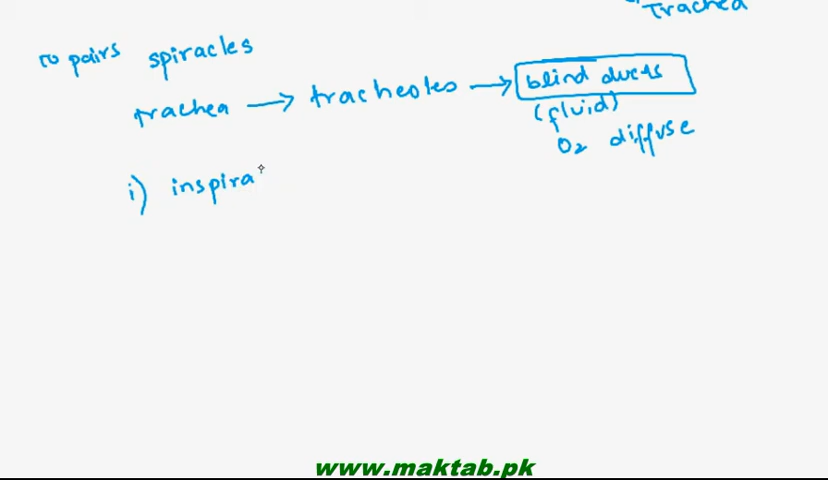 Trachea
10 pairs spiracles
trachea → tracheoles → blind ducts
(fluid)
O2 diffuse
i) inspira
www.maktab.pk